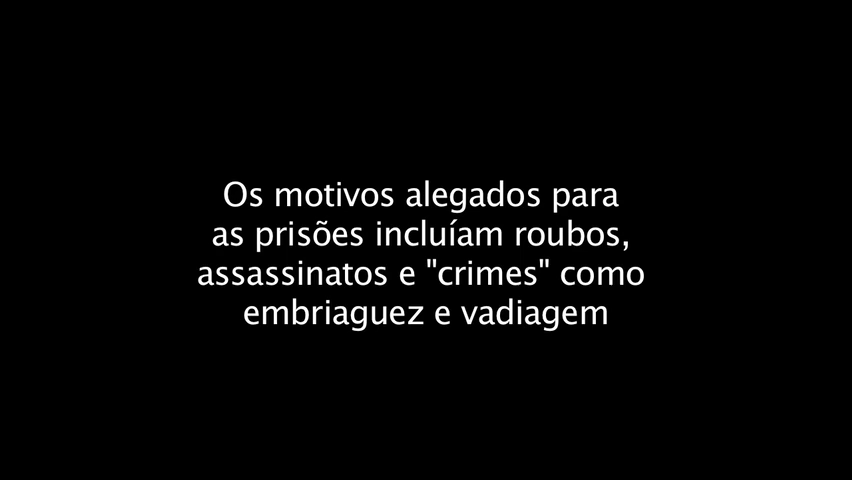 Os motivos alegados para
as prisões incluíam roubos,
assassinatos e "crimes" como
embriaguez e vadiagem